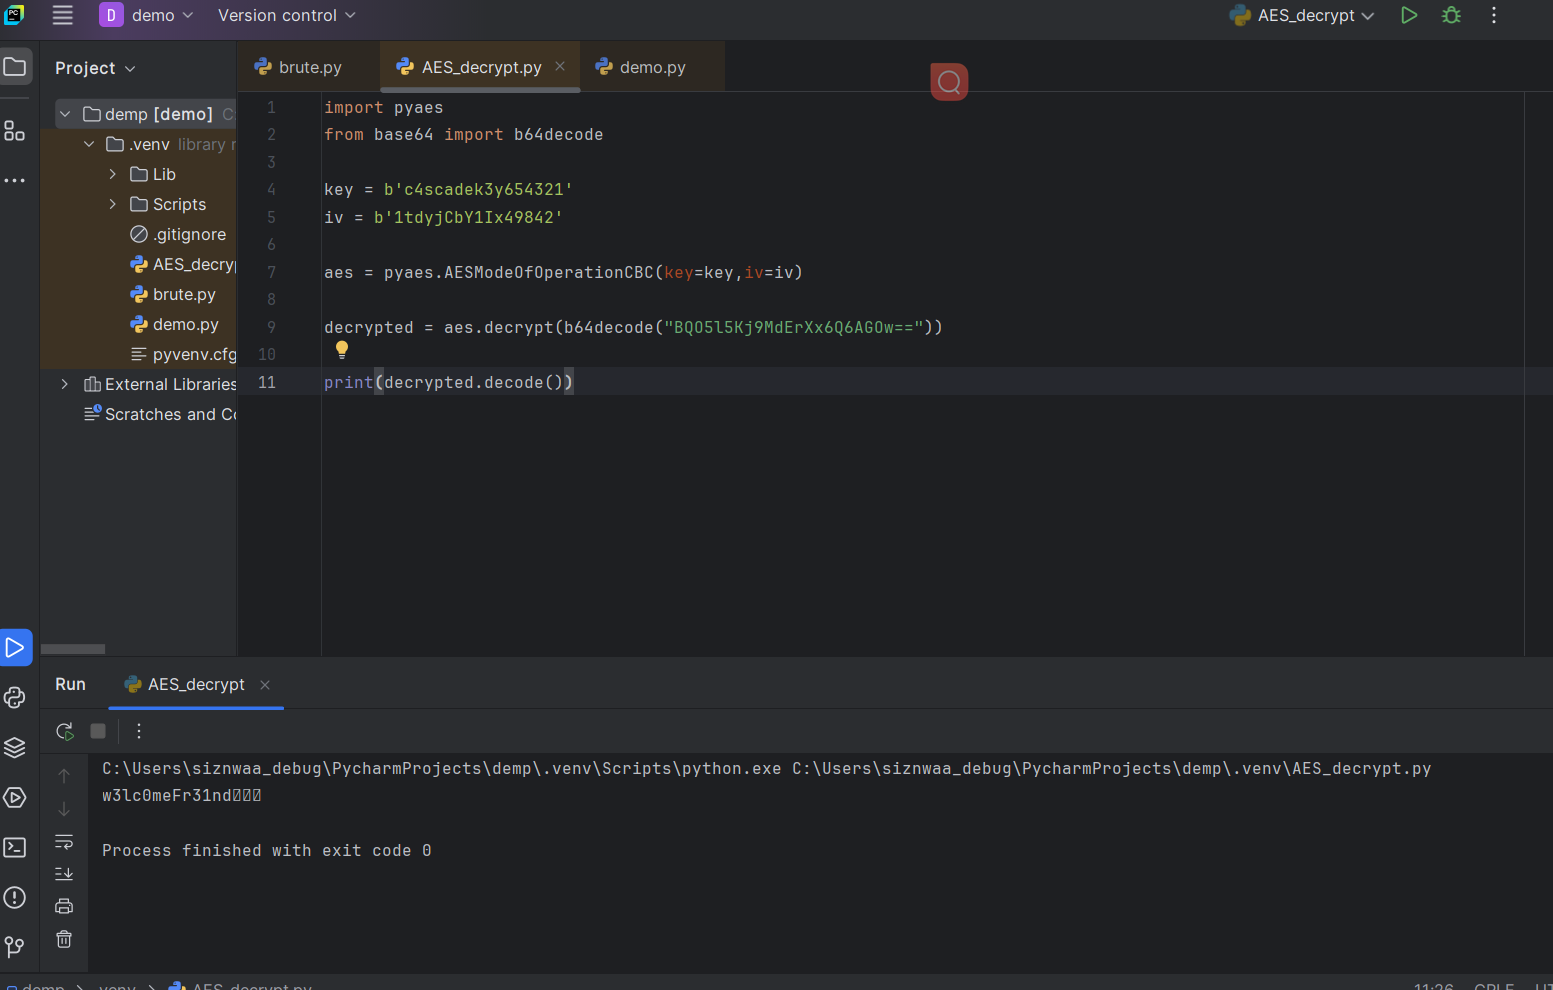 PC
D demo Version control AES_decrypt
Project
brute.py AES_decrypt.py demo.py
demp [demo] C:
.venv library r
Lib
Scripts
.gitignore
AES_decry
brute.py
demo.py
pyvenv.cfg
External Libraries
Scratches and Co
1 import pyaes
2 from base64 import b64decode
3
4 key = b'c4scadek3y654321'
5 iv = b'1tdyjCbY1Ix49842'
6
7 aes = pyaes.AESModeOfOperationCBC(key=key,iv=iv)
8
9 decrypted = aes.decrypt(b64decode("BQO5l5Kj9MdErXx6Q6AGOw=="))
10
11 print(decrypted.decode())
Run AES_decrypt
C:\Users\siznwaa_debug\PycharmProjects\demp\.venv\Scripts\python.exe C:\Users\siznwaa_debug\PycharmProjects\demp\.venv\AES_decrypt.py
w3lc0meFr31nd
Process finished with exit code 0
demp .venv AES_decrypt.py 11:26 CRLF